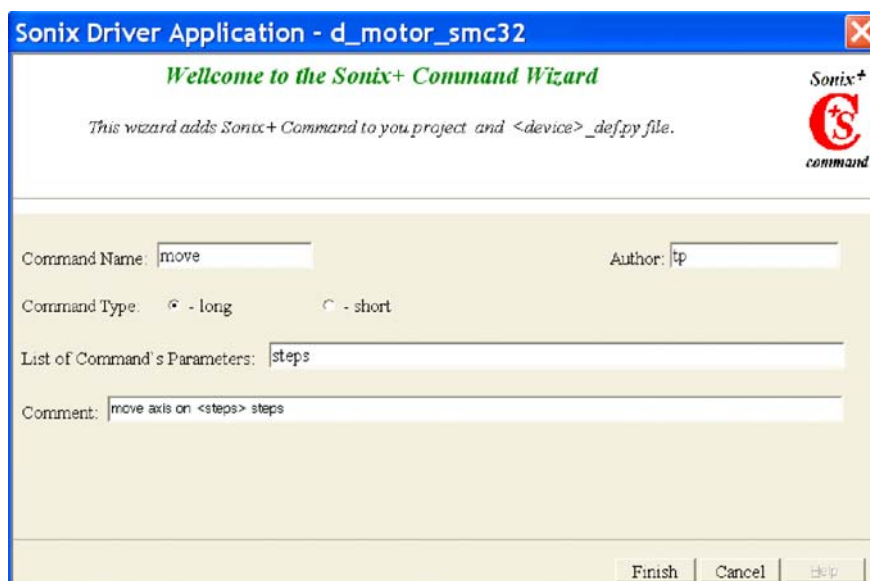 Sonix Driver Application - d_motor_smc32
Wellcome to the Sonix+ Command Wizard
This wizard adds Sonix+ Command to you project and <device>_def.py file.
Sonix+
C+S
command
Command Name: move
Author: tp
Command Type: - long - short
List of Command`s Parameters: steps
Comment: move axis on <steps> steps
Finish Cancel Help